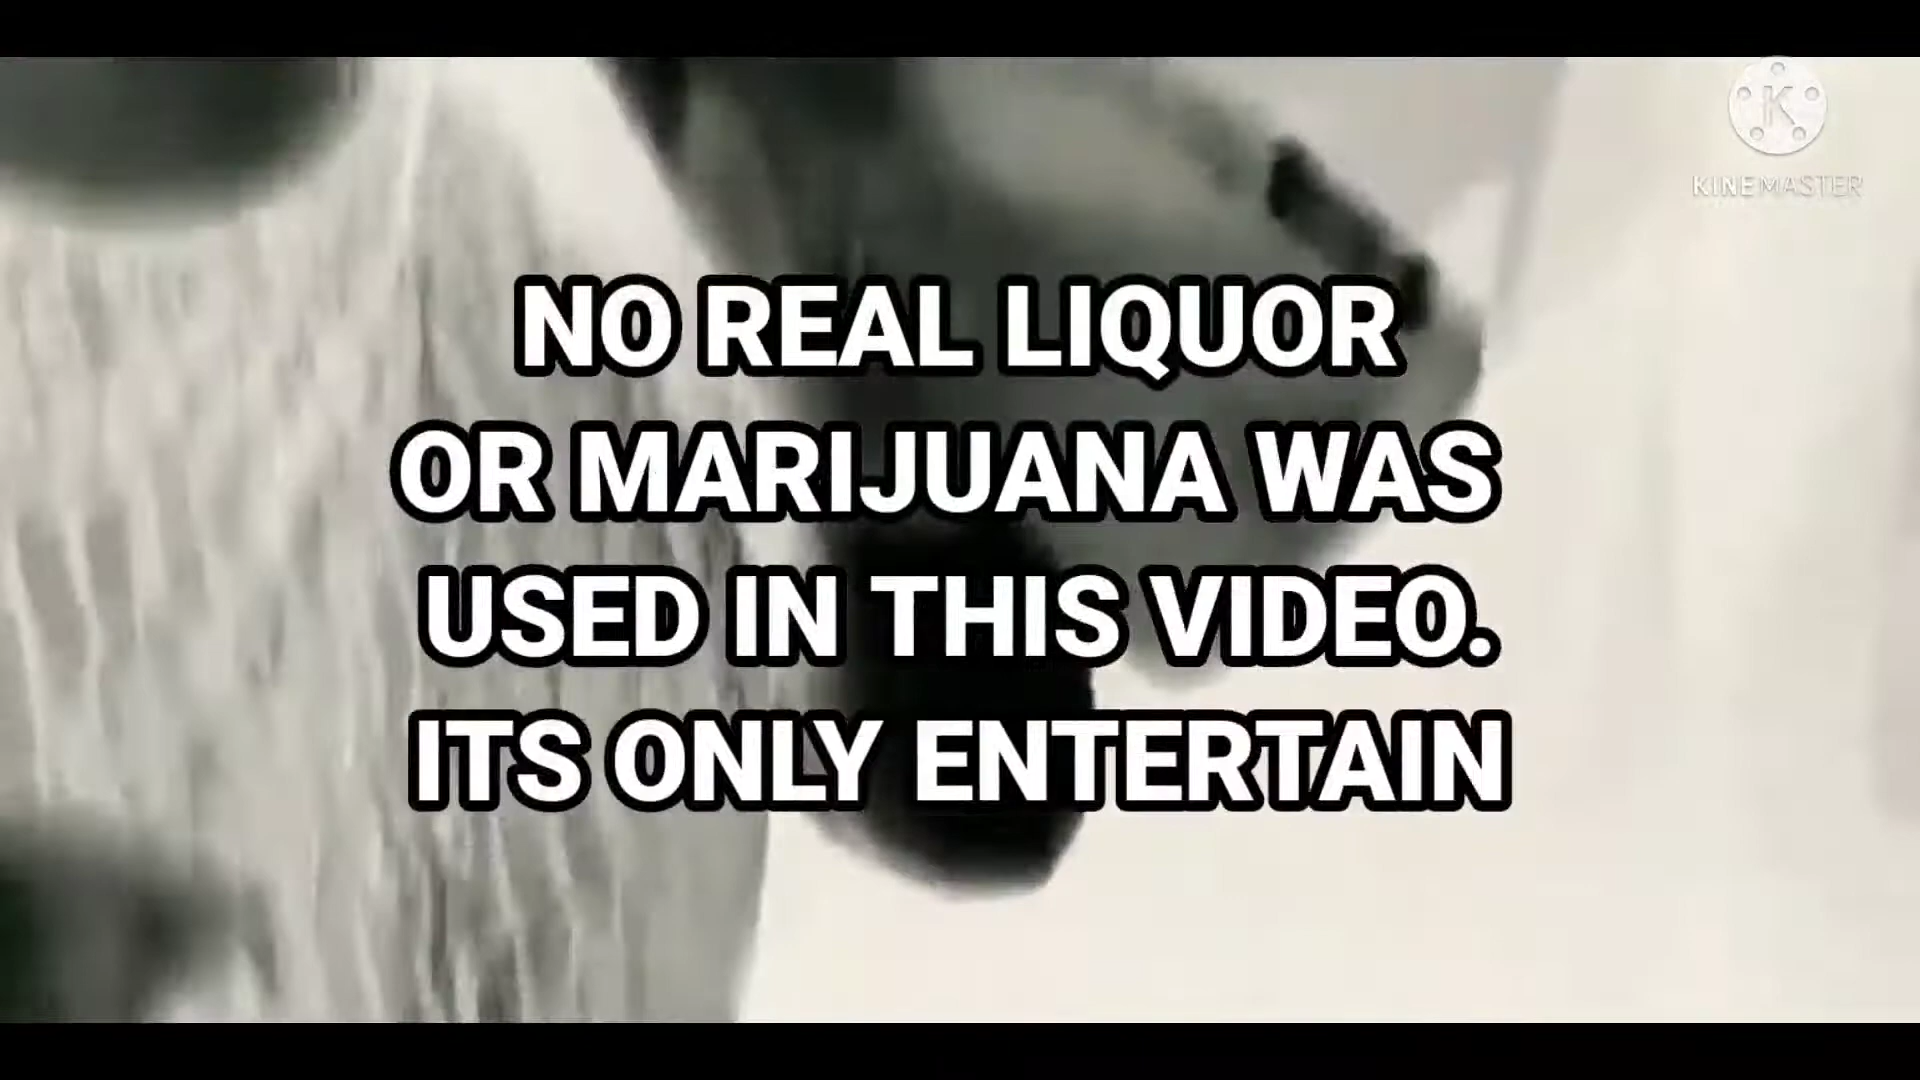 K
KINEMASTER
NO REAL LIQUOR
OR MARIJUANA WAS
USED IN THIS VIDEO.
ITS ONLY ENTERTAIN